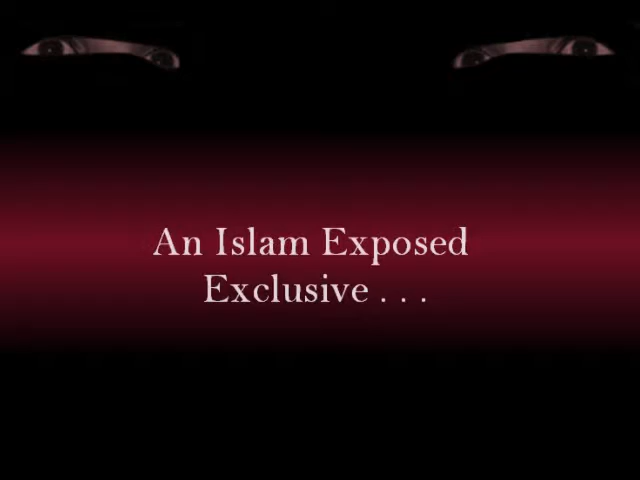 An Islam Exposed
Exclusive . . .